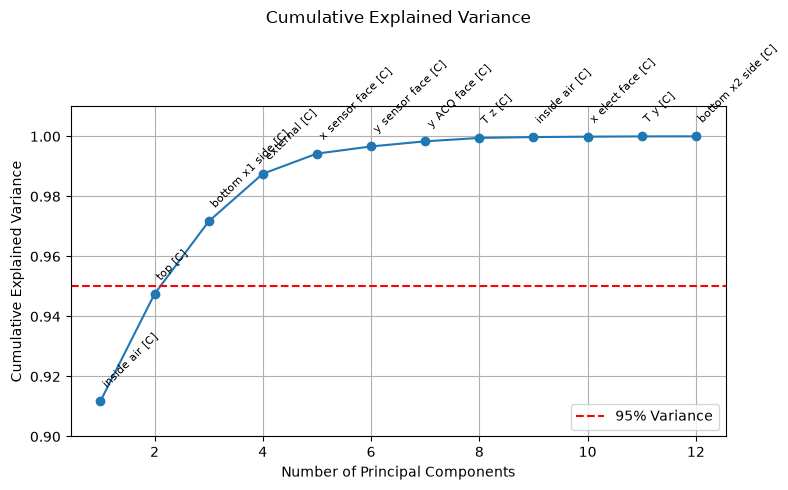 Cumulative Explained Variance
inside air [C]
top [C]
bottom x1 side [C]
external [C]
x sensor face [C]
y sensor face [C]
y ACQ face [C]
T z [C]
inside air [C]
x elect face [C]
T y [C]
bottom x2 side [C]
Cumulative Explained Variance
1.00
0.98
0.96
0.94
0.92
0.90
95% Variance
2 4 6 8 10 12
Number of Principal Components